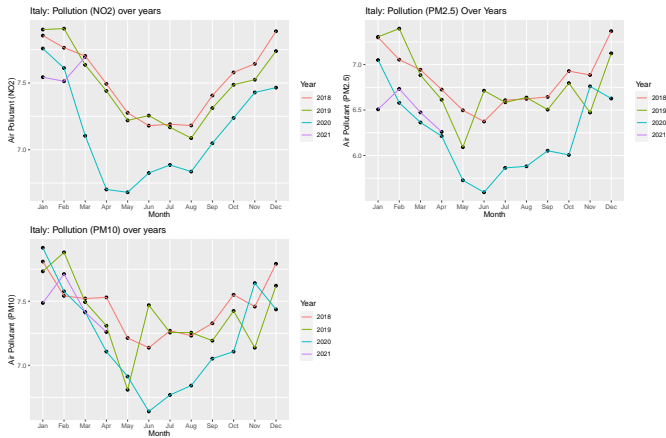 Italy: Pollution (NO2) over years
Air Pollutant (NO2)
7.5
7.0
Jan Feb Mar Apr May Jun Jul Aug Sep Oct Nov Dec
Month
Year
2018
2019
2020
2021
Italy: Pollution (PM2.5) Over Years
Air Pollutant (PM2.5)
7.0
6.5
6.0
Jan Feb Mar Apr May Jun Jul Aug Sep Oct Nov Dec
Month
Year
2018
2019
2020
2021
Italy: Pollution (PM10) over years
Air Pollutant (PM10)
7.5
7.0
Jan Feb Mar Apr May Jun Jul Aug Sep Oct Nov Dec
Month
Year
2018
2019
2020
2021